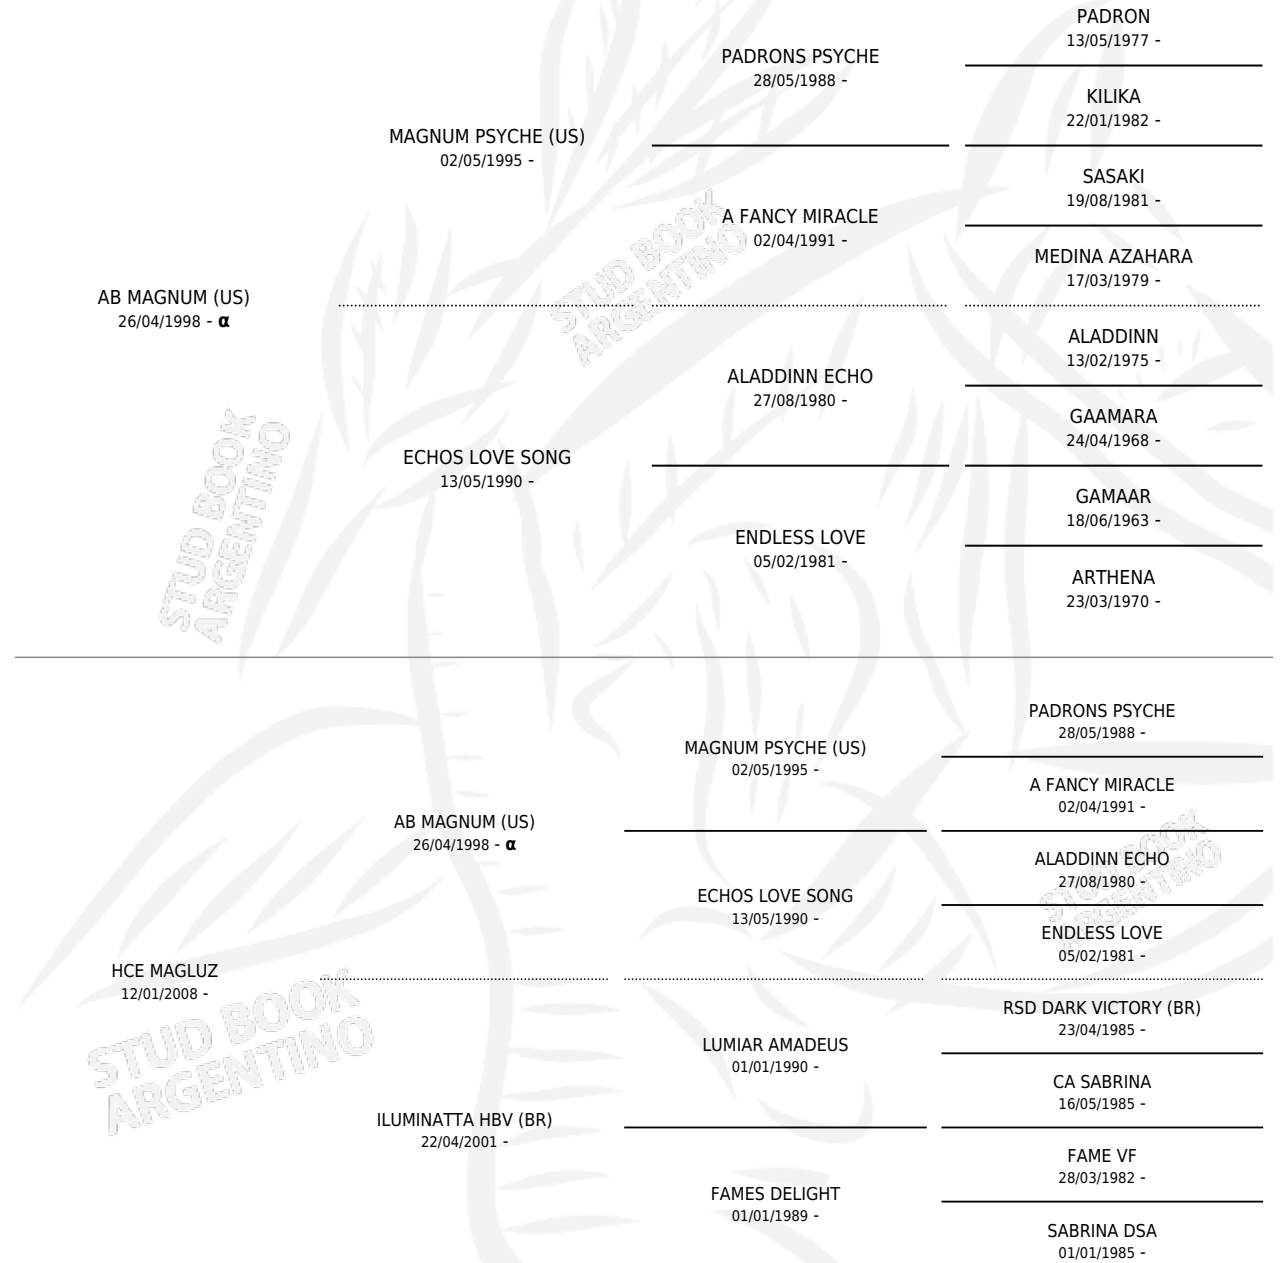 PADRON
13/05/1977 -
PADRONS PSYCHE
28/05/1988 -
KILIKA
22/01/1982 -
MAGNUM PSYCHE (US)
02/05/1995 -
SASAKI
19/08/1981 -
A FANCY MIRACLE
02/04/1991 -
MEDINA AZAHARA
17/03/1979 -
AB MAGNUM (US)
26/04/1998 - α
ALADDINN
13/02/1975 -
ALADDINN ECHO
27/08/1980 -
GAAMARA
24/04/1968 -
ECHOS LOVE SONG
13/05/1990 -
GAMAAR
18/06/1963 -
ENDLESS LOVE
05/02/1981 -
ARTHENA
23/03/1970 -
STUD BOOK
ARGENTINO
STUD BOOK
ARGENTINO
PADRONS PSYCHE
28/05/1988 -
MAGNUM PSYCHE (US)
02/05/1995 -
A FANCY MIRACLE
02/04/1991 -
AB MAGNUM (US)
26/04/1998 - α
ALADDINN ECHO
27/08/1980 -
ECHOS LOVE SONG
13/05/1990 -
ENDLESS LOVE
05/02/1981 -
HCE MAGLUZ
12/01/2008 -
RSD DARK VICTORY (BR)
23/04/1985 -
LUMIAR AMADEUS
01/01/1990 -
CA SABRINA
16/05/1985 -
ILUMINATTA HBV (BR)
22/04/2001 -
FAME VF
28/03/1982 -
FAMES DELIGHT
01/01/1989 -
SABRINA DSA
01/01/1985 -
STUD BOOK
ARGENTINO
STUD BOOK
ARGENTINO